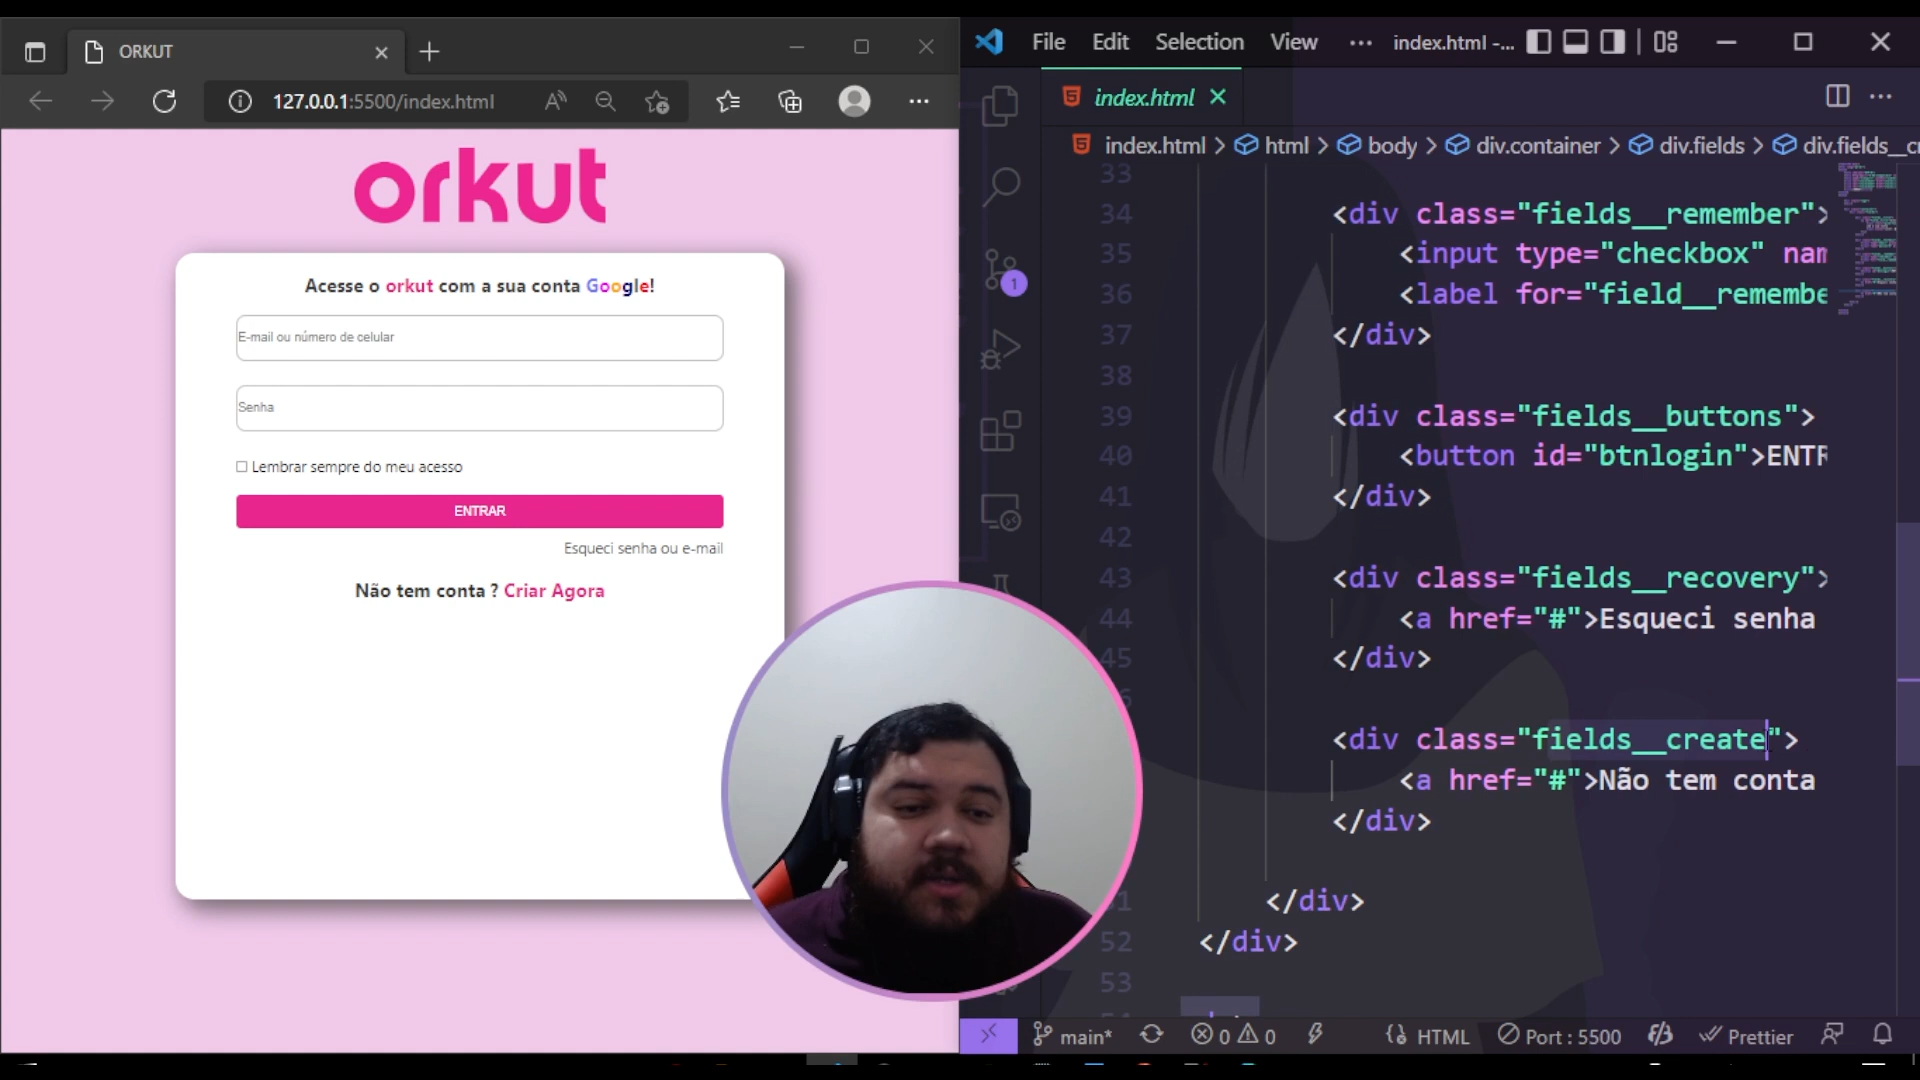 ORKUT
127.0.0.1:5500/index.html
orkut
Acesse o orkut com a sua conta Google!
E-mail ou número de celular
Senha
Lembrar sempre do meu acesso
ENTRAR
Esqueci senha ou e-mail
Não tem conta ? Criar Agora
File Edit Selection View ··· index.html -...
index.html
index.html > html > body > div.container > div.fields > div.fields__cr
33
34 <div class="fields__remember">
35 <input type="checkbox" nam
36 <label for="field__remembe
37 </div>
38
39 <div class="fields__buttons">
40 <button id="btnlogin">ENTR
41 </div>
42
43 <div class="fields__recovery">
44 <a href="#">Esqueci senha
45 </div>
<div class="fields__create">
<a href="#">Não tem conta
</div>
</div>
52 </div>
53
main* 0 0 HTML Port : 5500 Prettier
1